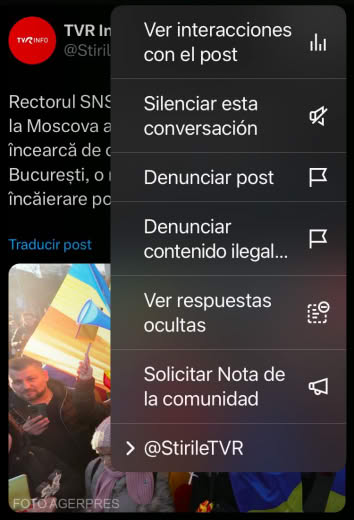 TVR INFO
TVR In
@Stiril
Rectorul SNS
la Moscova a
încearcă de
București, o
încăierare
Traducir post
Ver interacciones
con el post
Silenciar esta
conversación
Denunciar post
Denunciar
contenido ilegal...
Ver respuestas
ocultas
Solicitar Nota de
la comunidad
@StirileTVR
FOTO AGERPRES